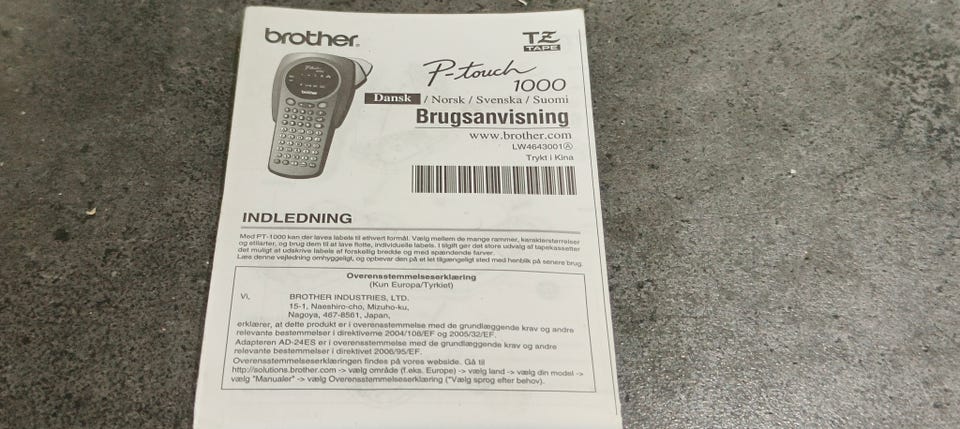 brother®
TZ
TAPE
P-touch
1000
Dansk / Norsk / Svenska / Suomi
Brugsanvisning
www.brother.com
LW4643001Ⓐ
Trykt i Kina
INDLEDNING
Med PT-1000 kan der laves labels til ethvert formål. Vælg mellem de mange rammer, karakterstørrelser
og stilarter, og brug dem til at lave flotte, individuelle labels. I tilgift gør det store udvalg af tapekassetter
det muligt at udskrive labels af forskellig bredde og med spændende farver.
Læs denne vejledning omhyggeligt, og opbevar den på et let tilgængeligt sted med henblik på senere brug.
Overensstemmelseserklæring
(Kun Europa/Tyrkiet)
Vi, BROTHER INDUSTRIES, LTD.
15-1, Naeshiro-cho, Mizuho-ku,
Nagoya, 467-8561, Japan,
erklærer, at dette produkt er i overensstemmelse med de grundlæggende krav og andre
relevante bestemmelser i direktiverne 2004/108/EF og 2005/32/EF.
Adapteren AD-24ES er i overensstemmelse med de grundlæggende krav og andre
relevante bestemmelser i direktivet 2006/95/EF.
Overensstemmelseserklæringen findes på vores webside. Gå til
http://solutions.brother.com -> vælg område (f.eks. Europe) -> vælg land -> vælg din model ->
vælg "Manualer" -> vælg Overensstemmelseserklæring (*Vælg sprog efter behov).